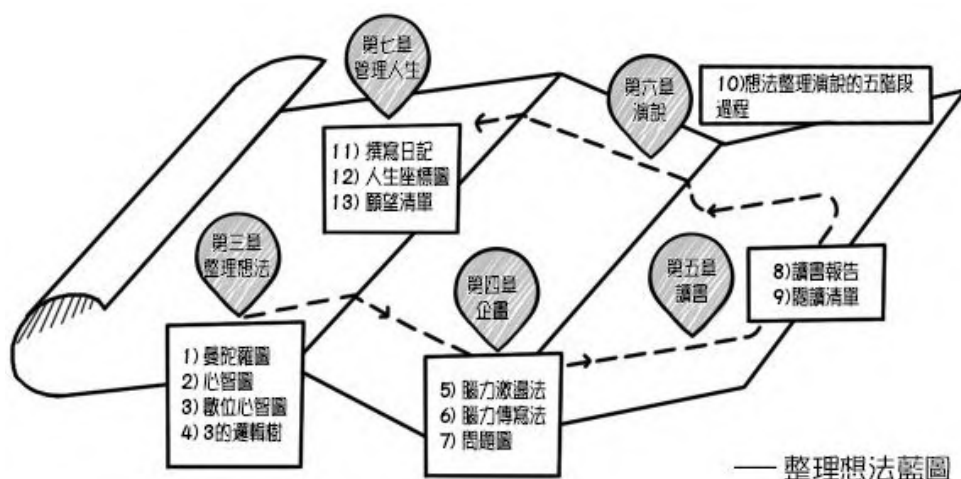 第七章
管理人生
11) 撰寫日記
12) 人生座標圖
13) 願望清單
第六章
演說
10)想法整理演說的五階段
過程
第三章
整理想法
1) 曼陀羅圖
2) 心智圖
3) 數位心智圖
4) 3的邏輯樹
第四章
企畫
5) 腦力激盪法
6) 腦力傳寫法
7) 問題圖
第五章
讀書
8)讀書報告
9)閱讀清單
── 整理想法藍圖